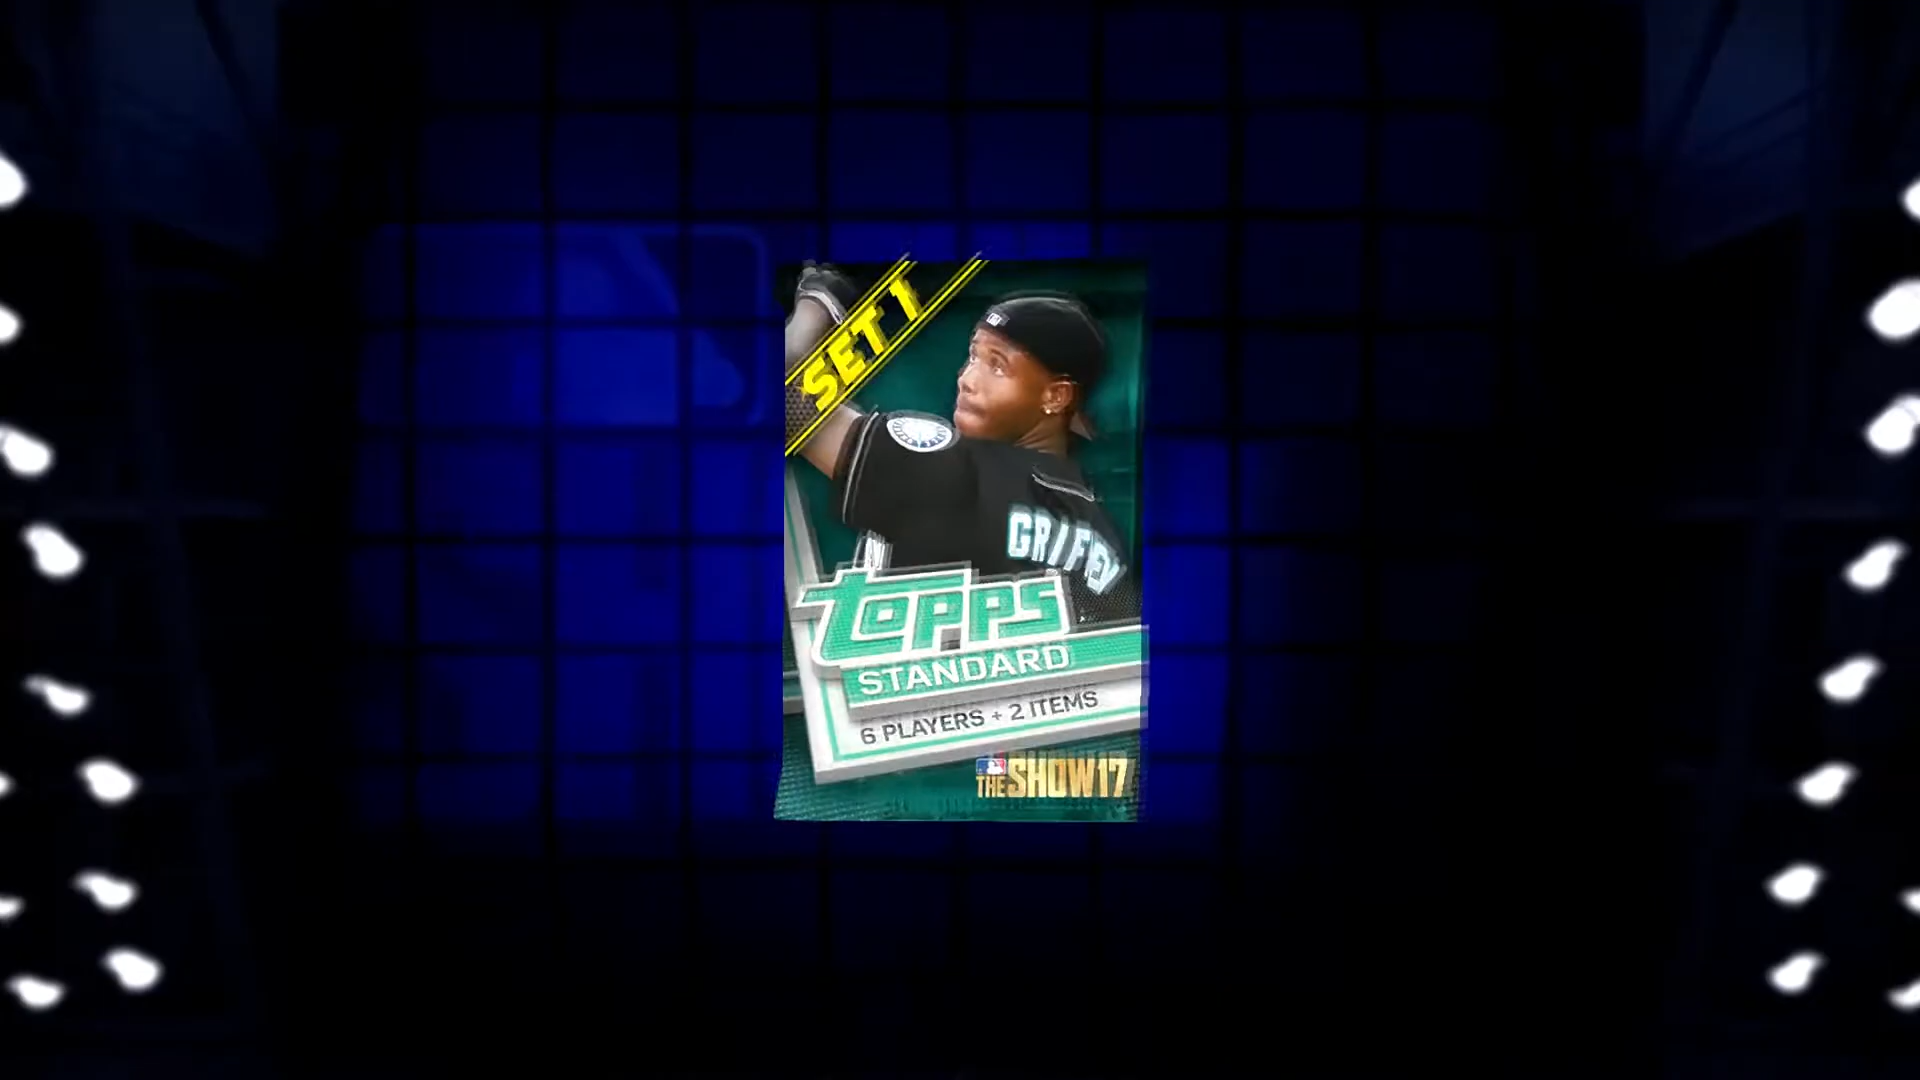 SET 1
GRIFFEY
topps
STANDARD
6 PLAYERS + 2 ITEMS
THE SHOW17